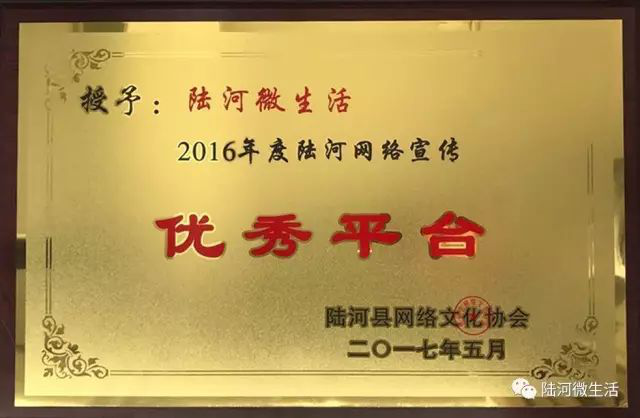 授予：陆河微生活
2016年度陆河网络宣传
优秀平台
陆河县网络文化协会
二〇一七年五月
陆河微生活